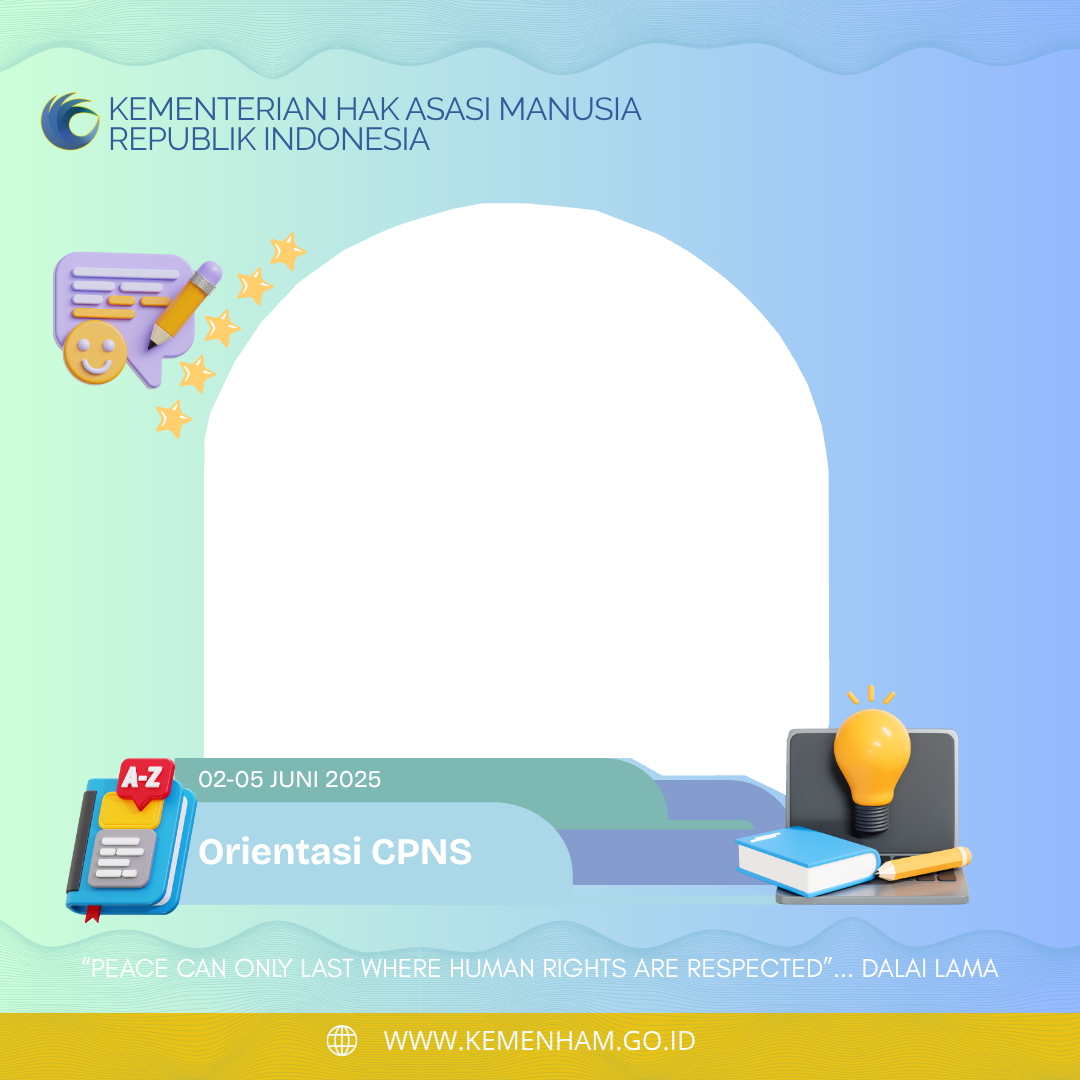 KEMENTERIAN HAK ASASI MANUSIA
REPUBLIK INDONESIA
02-05 JUNI 2025
A-Z
Orientasi CPNS
“PEACE CAN ONLY LAST WHERE HUMAN RIGHTS ARE RESPECTED”... DALAI LAMA
WWW.KEMENHAM.GO.ID